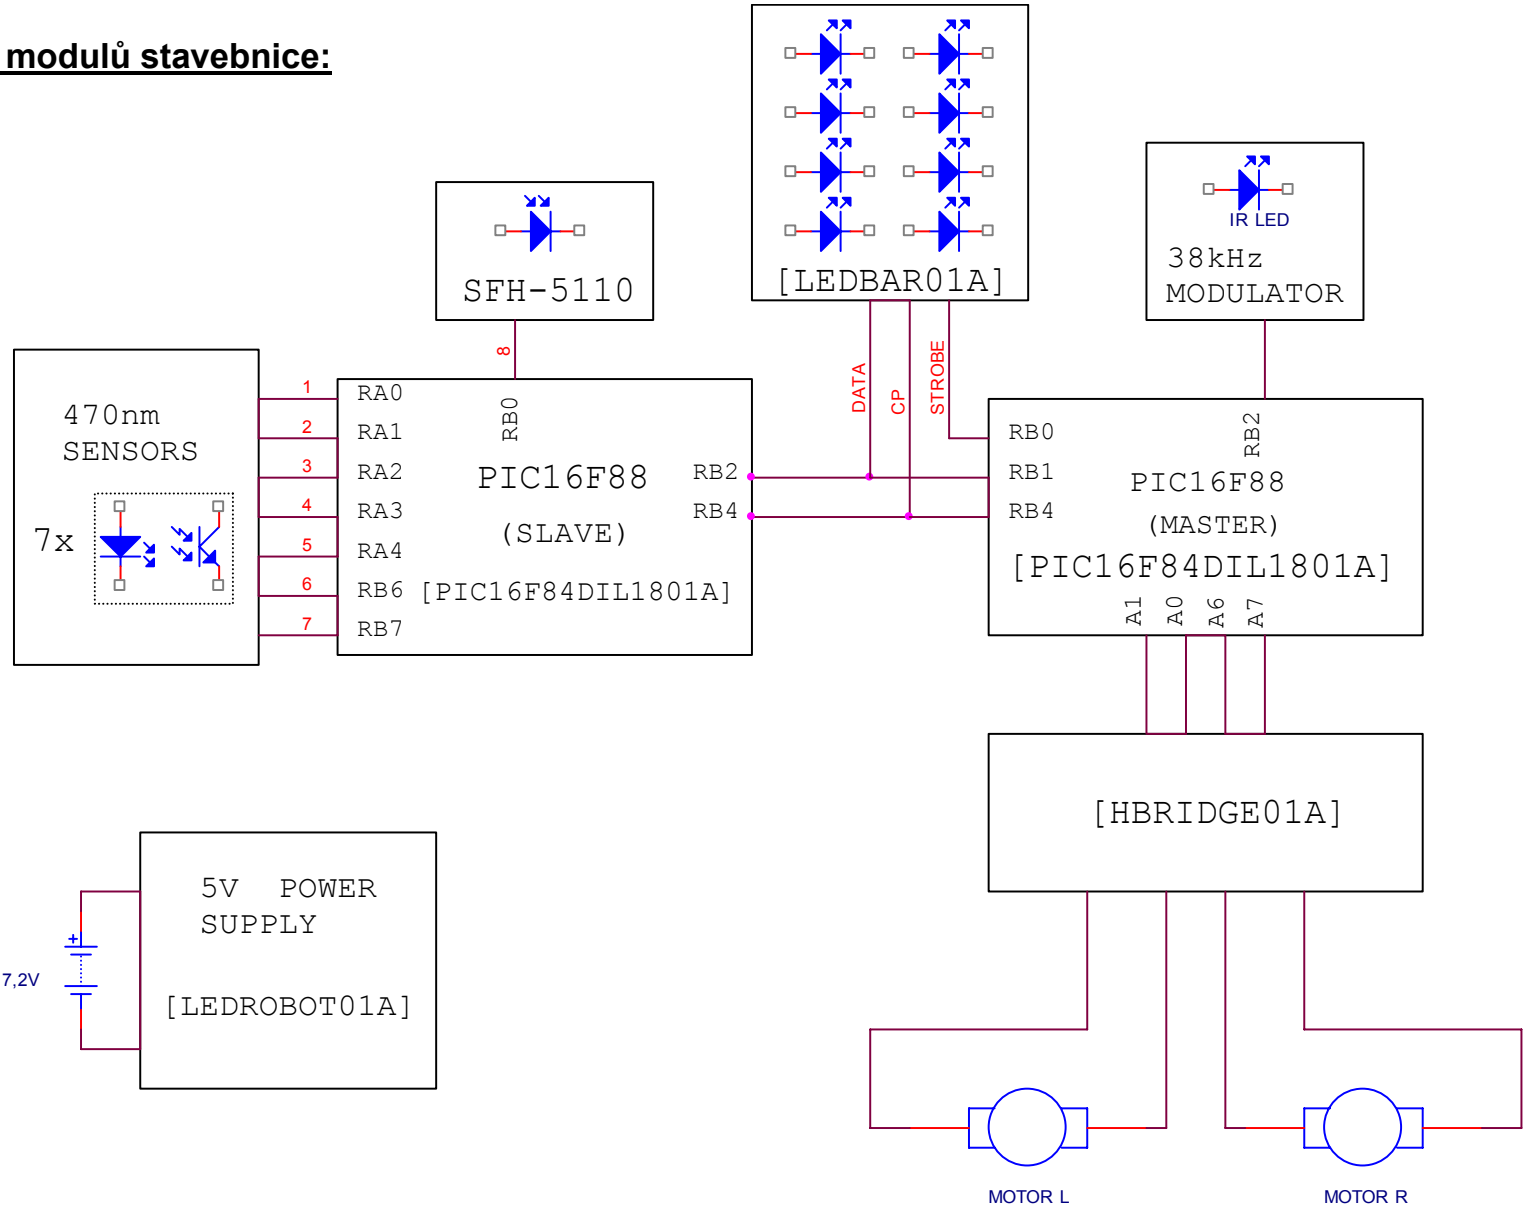 modulů stavebnice:
SFH-5110
8
[LEDBAR01A]
DATA
CP
STROBE
IR LED
38kHz
MODULATOR
470nm
SENSORS
7x
1
2
3
4
5
6
7
RA0
RA1
RA2
RA3
RA4
RB6
RB7
RB0
PIC16F88
(SLAVE)
[PIC16F84DIL1801A]
RB2
RB4
RB0
RB1
RB4
RB2
PIC16F88
(MASTER)
[PIC16F84DIL1801A]
A1
A0
A6
A7
[HBRIDGE01A]
5V POWER
SUPPLY
[LEDROBOT01A]
+
7,2V
MOTOR L
MOTOR R